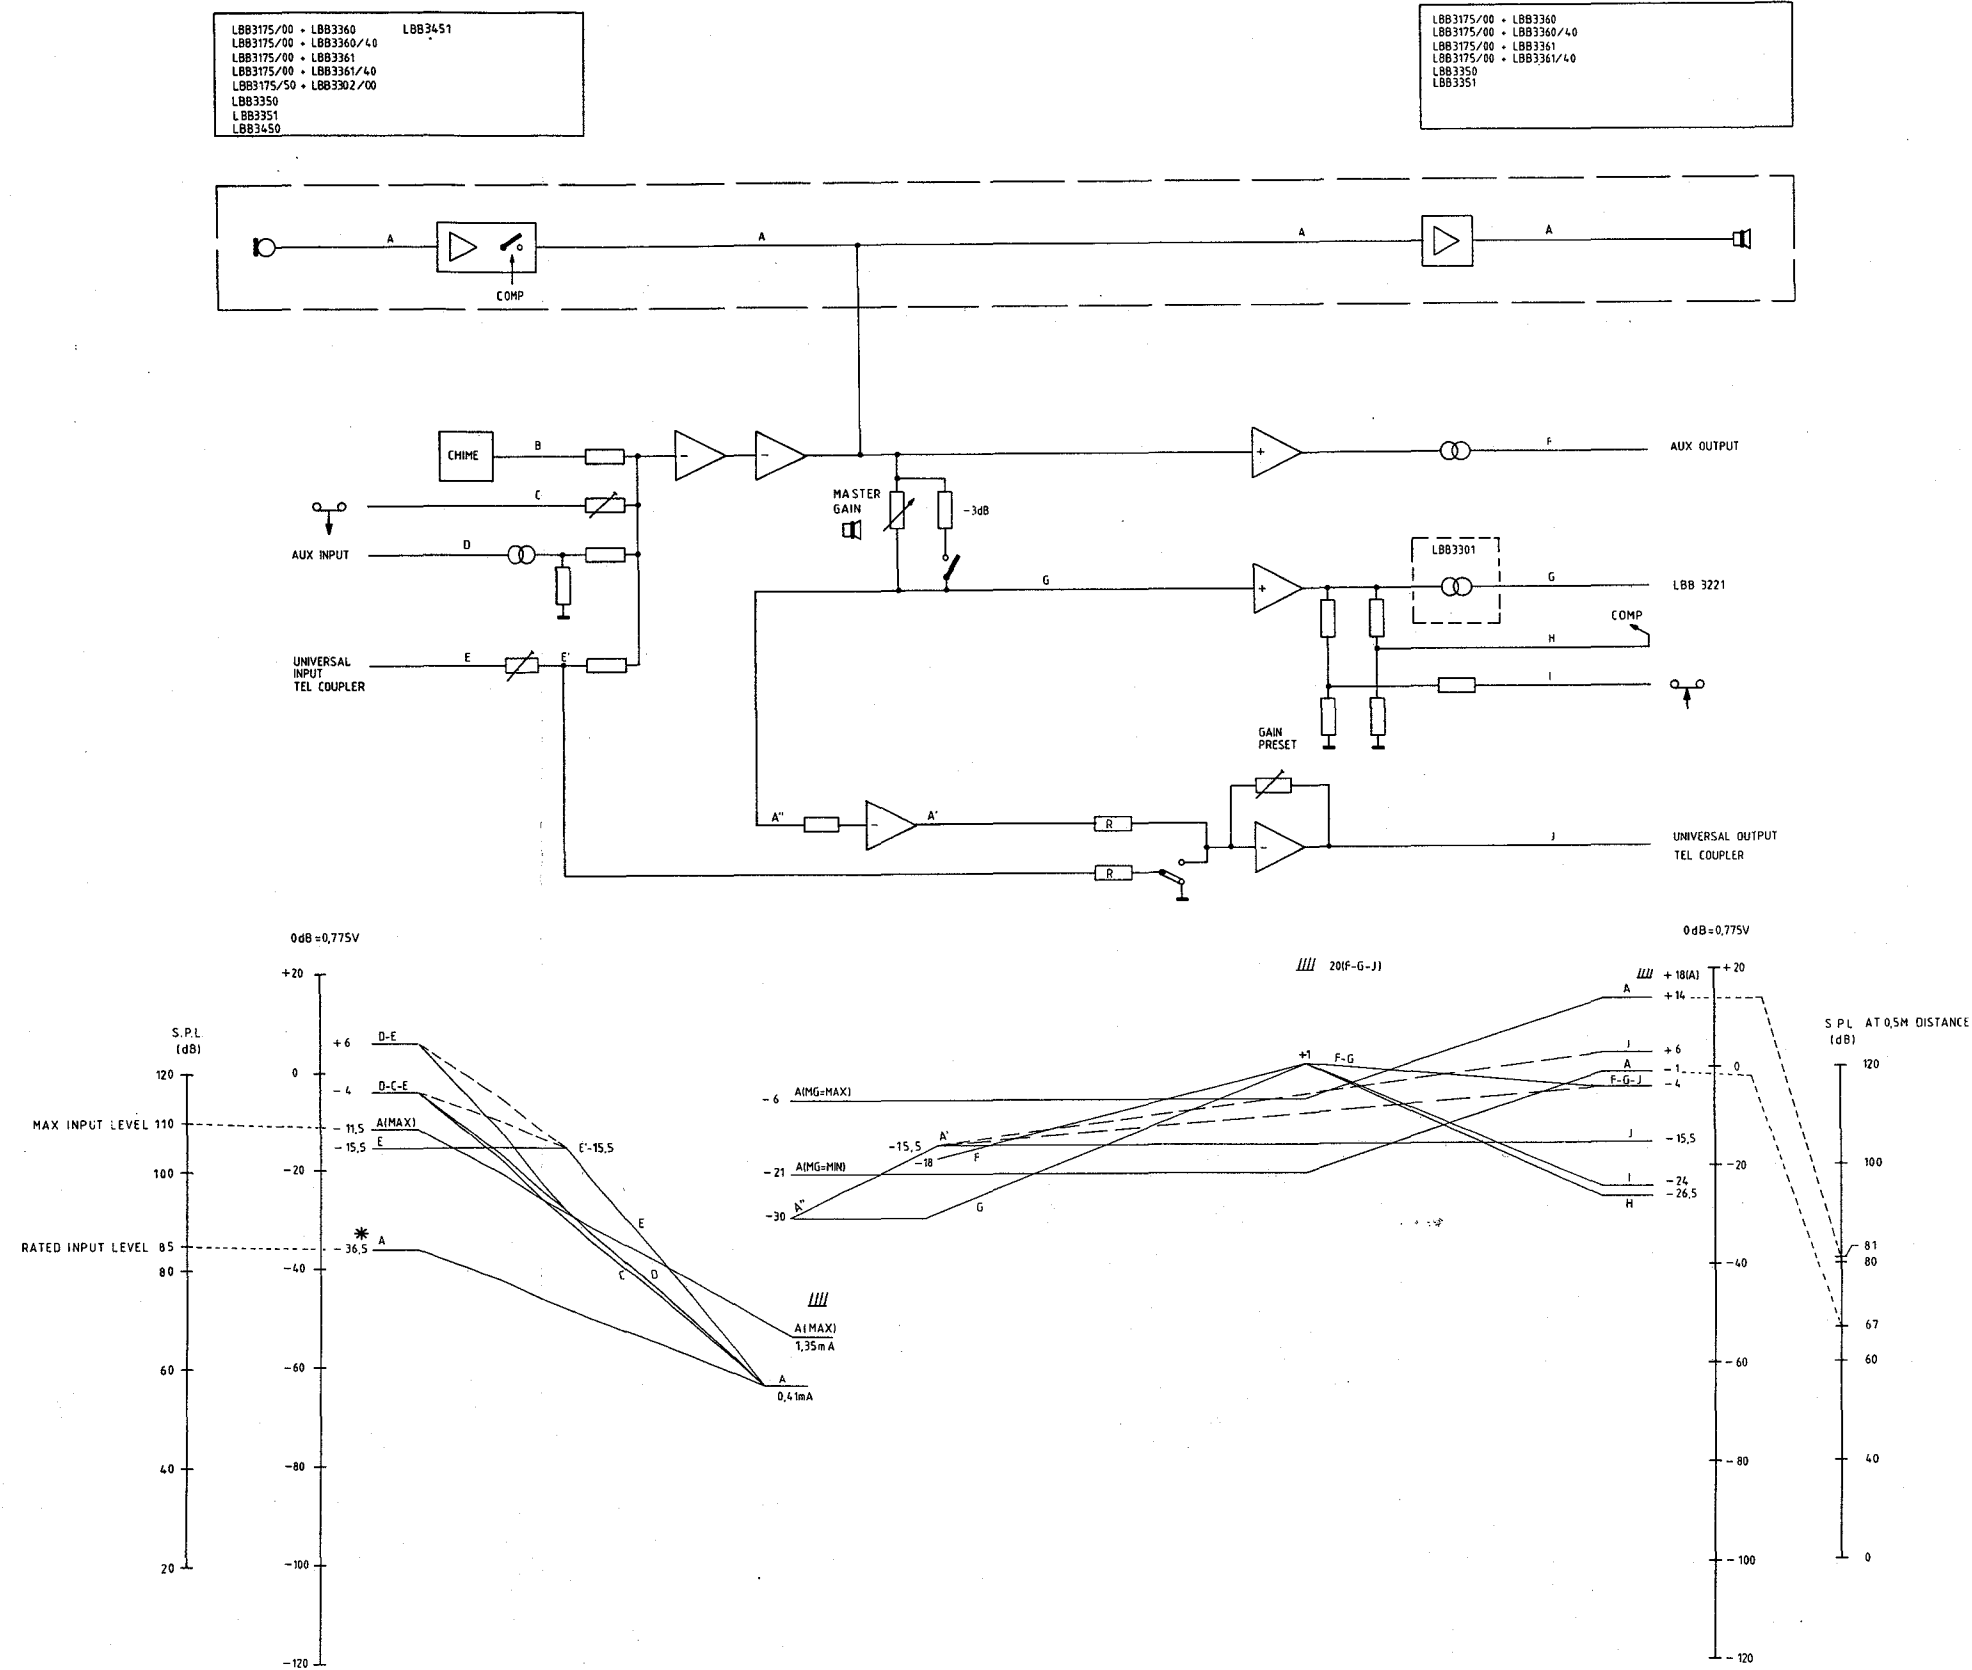 LBB3175/00 + LBB3360 LBB3451
LBB3175/00 + LBB3360/40
LBB3175/00 + LBB3361
LBB3175/00 + LBB3361/40
LBB3175/50 + LBB3302/00
LBB3350
LBB3351
LBB3450
LBB3175/00 + LBB3360
LBB3175/00 + LBB3360/40
LBB3175/00 + LBB3361
LBB3175/00 + LBB3361/40
LBB3350
LBB3351
A A A A
COMP
CHIME B
F AUX OUTPUT
C
MASTER
GAIN
-3dB
AUX INPUT D
LBB3301
G G LBB 3221
COMP
H
UNIVERSAL
INPUT
TEL COUPLER
E E'
I
GAIN
PRESET
A'' A' R
J UNIVERSAL OUTPUT
TEL COUPLER
R
0dB=0,775V
0dB=0,775V
20(F-G-J)
+20
+18(A)
+20
A +14
S.P.L.
(dB)
S P L AT 0,5M DISTANCE
(dB)
+6 D-E
J +6
+1 F-G
120
0
A -1
0
120
-4 D-C-E
F-G-J -4
-6 A(MG=MAX)
MAX INPUT LEVEL 110
-11,5 A(MAX)
-15,5 E
E'-15,5
-15,5 A'
J -15,5
-18 F
100
-20
-21 A(MG=MIN)
-20
100
I -24
-26,5
H
-30 A''
G
E
RATED INPUT LEVEL 85
* -36,5 A
81
80
-40
C D
-40
80
A(MAX)
1,35mA
67
60
-60
-60
60
A
0,41mA
40
-80
-80
40
20
-100
-100
0
-120
-120